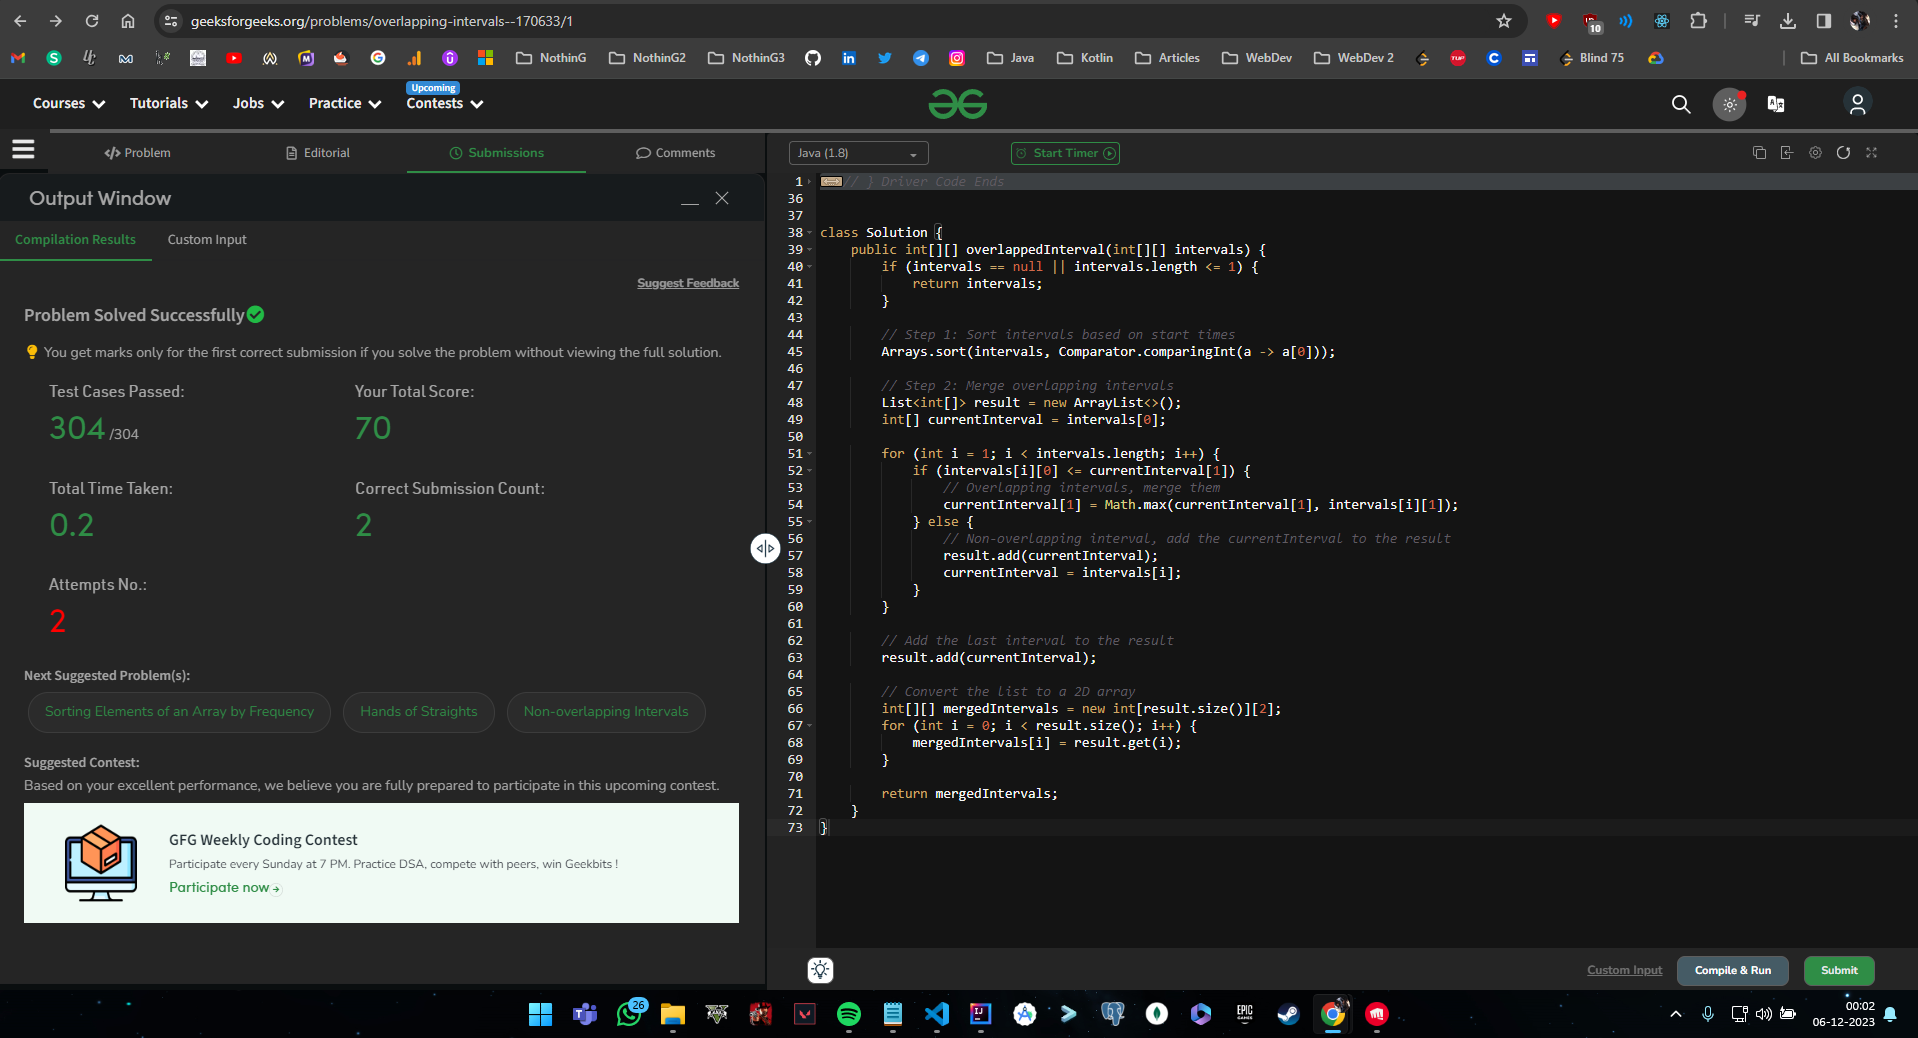 geeksforgeeks.org/problems/overlapping-intervals--170633/1
10
NothinG
NothinG2
NothinG3
Java
Kotlin
Articles
WebDev
WebDev 2
Blind 75
All Bookmarks
Courses
Tutorials
Jobs
Practice
Upcoming
Contests
Problem
Editorial
Submissions
Comments
Java (1.8)
Start Timer
Output Window
Compilation Results
Custom Input
Suggest Feedback
Problem Solved Successfully
You get marks only for the first correct submission if you solve the problem without viewing the full solution.
Test Cases Passed:
Your Total Score:
304 /304
70
Total Time Taken:
Correct Submission Count:
0.2
2
Attempts No.:
2
Next Suggested Problem(s):
Sorting Elements of an Array by Frequency
Hands of Straights
Non-overlapping Intervals
Suggested Contest:
Based on your excellent performance, we believe you are fully prepared to participate in this upcoming contest.
GFG Weekly Coding Contest
Participate every Sunday at 7 PM. Practice DSA, compete with peers, win Geekbits !
Participate now
1 // } Driver Code Ends
36
37
38 class Solution {
39 public int[][] overlappedInterval(int[][] intervals) {
40 if (intervals == null || intervals.length <= 1) {
41 return intervals;
42 }
43
44 // Step 1: Sort intervals based on start times
45 Arrays.sort(intervals, Comparator.comparingInt(a -> a[0]));
46
47 // Step 2: Merge overlapping intervals
48 List<int[]> result = new ArrayList<>();
49 int[] currentInterval = intervals[0];
50
51 for (int i = 1; i < intervals.length; i++) {
52 if (intervals[i][0] <= currentInterval[1]) {
53 // Overlapping intervals, merge them
54 currentInterval[1] = Math.max(currentInterval[1], intervals[i][1]);
55 } else {
56 // Non-overlapping interval, add the currentInterval to the result
57 result.add(currentInterval);
58 currentInterval = intervals[i];
59 }
60 }
61
62 // Add the last interval to the result
63 result.add(currentInterval);
64
65 // Convert the list to a 2D array
66 int[][] mergedIntervals = new int[result.size()][2];
67 for (int i = 0; i < result.size(); i++) {
68 mergedIntervals[i] = result.get(i);
69 }
70
71 return mergedIntervals;
72 }
73 }
Custom Input
Compile & Run
Submit
26
EPIC
GAMES
00:02
06-12-2023